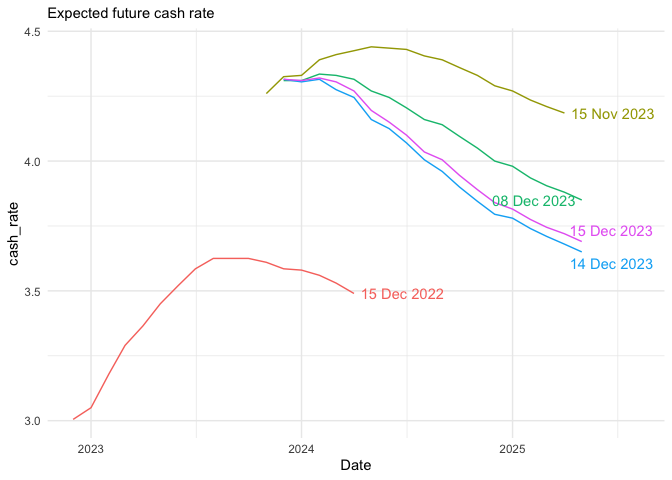 Expected future cash rate
4.5
4.0
3.5
3.0
cash_rate
15 Nov 2023
08 Dec 2023
15 Dec 2023
14 Dec 2023
15 Dec 2022
2023
2024
2025
Date